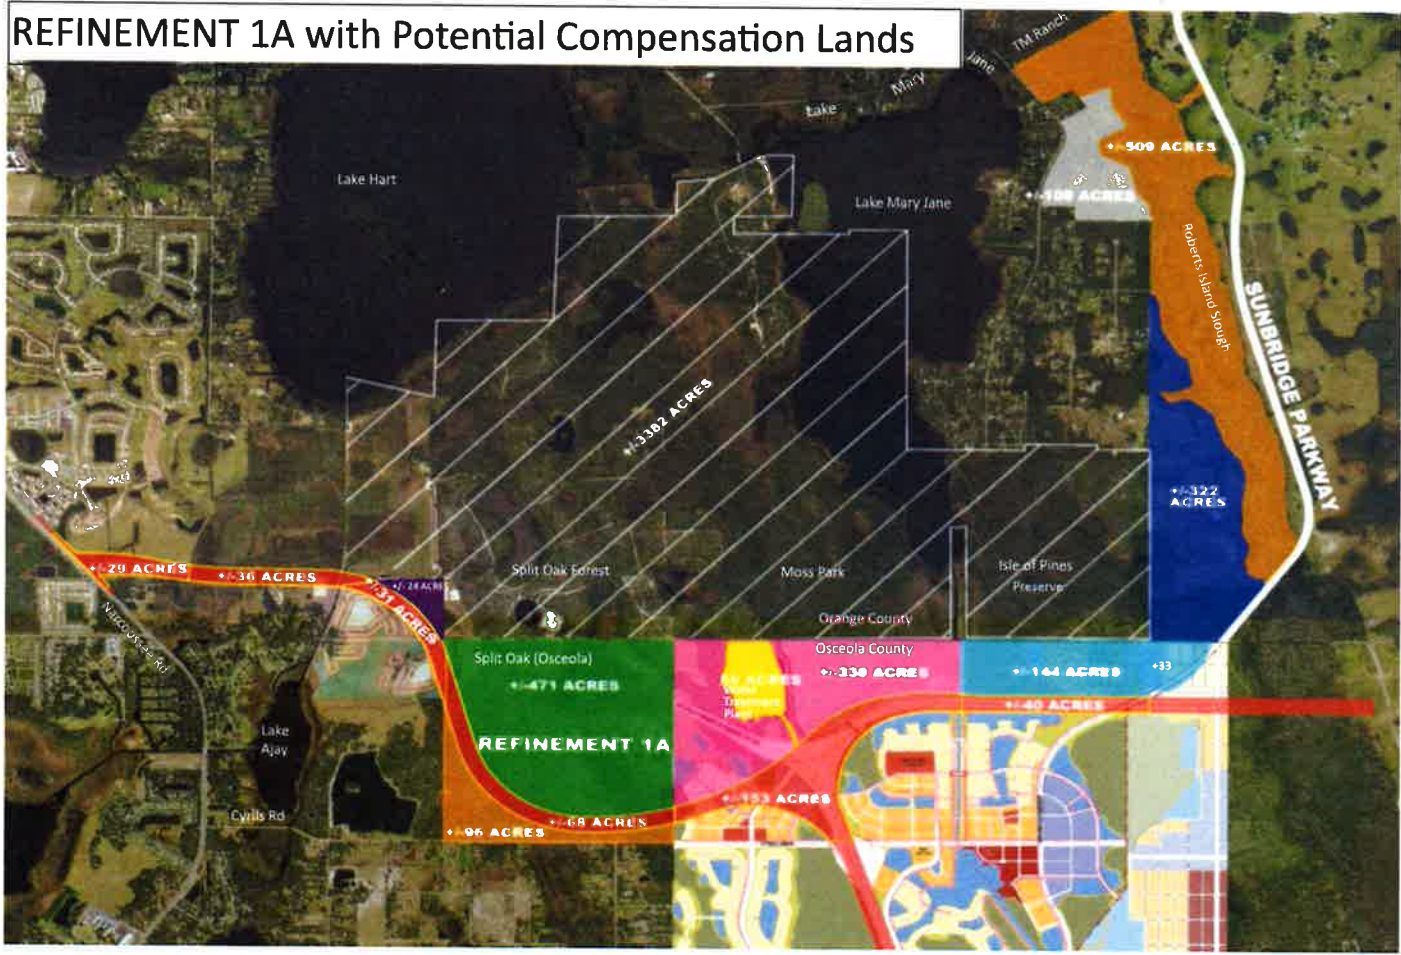 REFINEMENT 1A with Potential Compensation Lands
TM Ranch
Lake Mary Jane
+-509 ACRES
Lake Hart
Lake Mary Jane
ACRES
Roberts Island Slough
SUNBRIDGE PARKWAY
+/-3382 ACRES
+/-322
ACRES
+/-29 ACRES
+/-36 ACRES
+/-31 ACRES
Split Oak Forest
Moss Park
Isle of Pines
Preserve
Narcoossee Rd
Orange County
Osceola County
Split Oak (Osceola)
+/-471 ACRES
ACRES
Water
Treatment
Plant
ACRES
+/-144 ACRES
+33
+/-40 ACRES
Lake
Ajay
REFINEMENT 1A
+/-153 ACRES
Cyrils Rd
+-96 ACRES
+/-68 ACRES